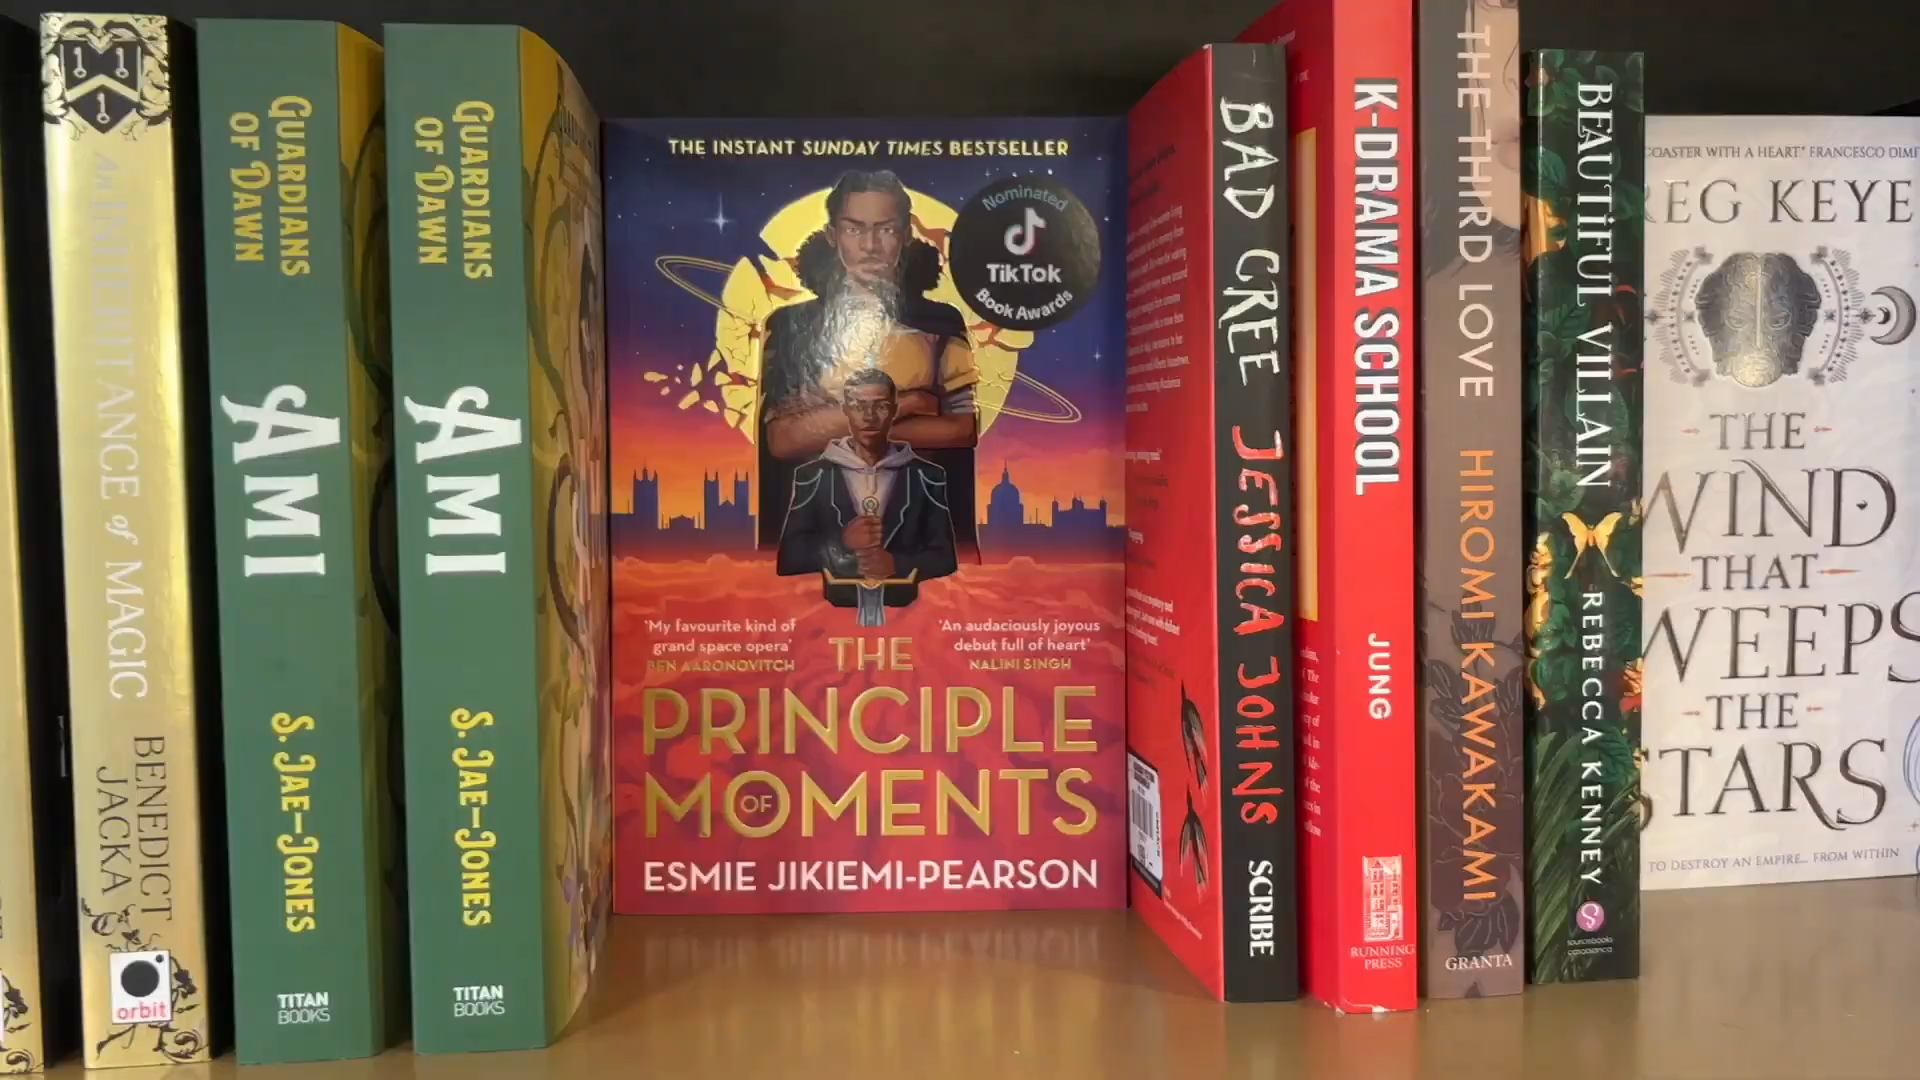 An INHERITANCE of MAGIC
BENEDICT
JACKA
orbit
GUARDIANS
OF DAWN
AMI
S. JAE-JONES
TITAN
BOOKS
GUARDIANS
OF DAWN
AMI
S. JAE-JONES
TITAN
BOOKS
THE INSTANT SUNDAY TIMES BESTSELLER
Nominated
TikTok
Book Awards
'My favourite kind of
grand space opera'
BEN AARONOVITCH
'An audaciously joyous
debut full of heart'
NALINI SINGH
THE
PRINCIPLE
OF
MOMENTS
ESMIE JIKIEMI-PEARSON
BAD CREE JESSICA JOHNS SCRIBE
K-DRAMA SCHOOL JUNG
RUNNING
PRESS
THE THIRD LOVE HIROMI KAWAKAMI
GRANTA
BEAUTIFUL VILLAIN REBECCA KENNEY
sourcebooks
casablanca
COASTER WITH A HEART." FRANCESCO DIMI
REG KEYE
THE
WIND
THAT
WEEPS
THE
STARS
TO DESTROY AN EMPIRE... FROM WITHIN